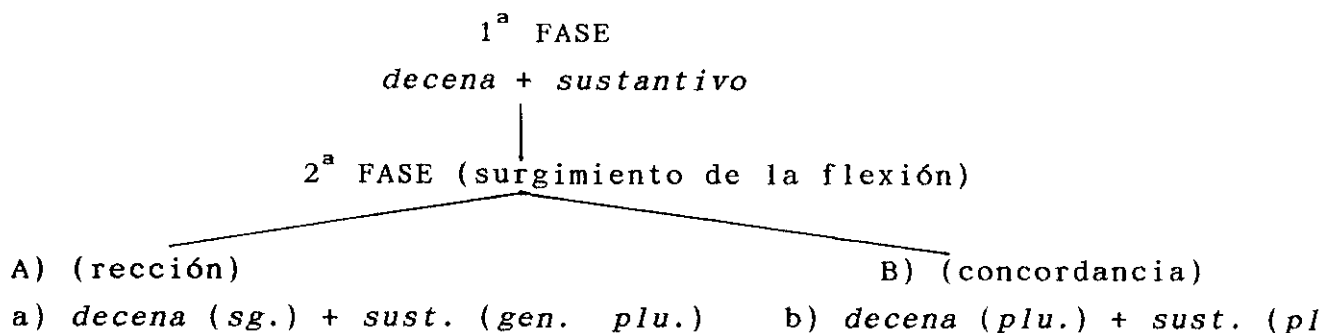 1ª FASE
decena + sustantivo
2ª FASE (surgimiento de la flexión)
A) (rección) B) (concordancia)
a) decena (sg.) + sust. (gen. plu.) b) decena (plu.) + sust. (pl